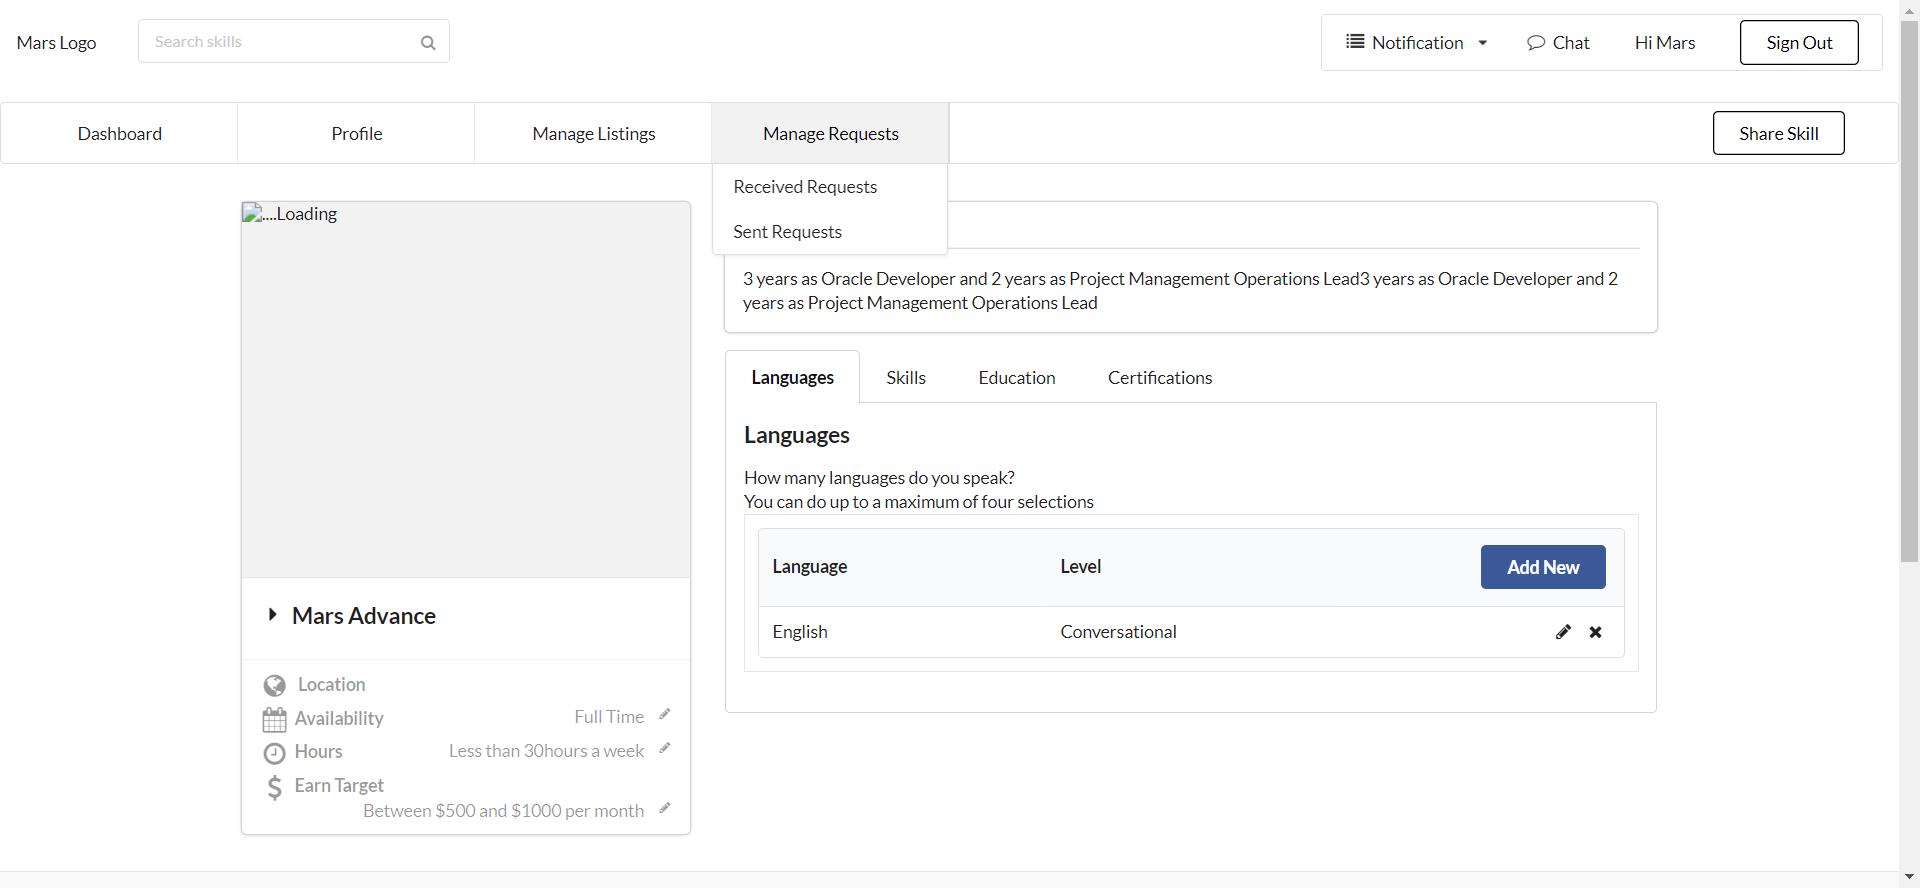 Mars Logo
Search skills
Notification
Chat
Hi Mars
Sign Out
Dashboard
Profile
Manage Listings
Manage Requests
Share Skill
Received Requests
Sent Requests
....Loading
3 years as Oracle Developer and 2 years as Project Management Operations Lead3 years as Oracle Developer and 2
years as Project Management Operations Lead
Mars Advance
Location
Availability
Full Time
Hours
Less than 30hours a week
Earn Target
Between $500 and $1000 per month
Languages
Skills
Education
Certifications
Languages
How many languages do you speak?
You can do up to a maximum of four selections
Language
Level
Add New
English
Conversational